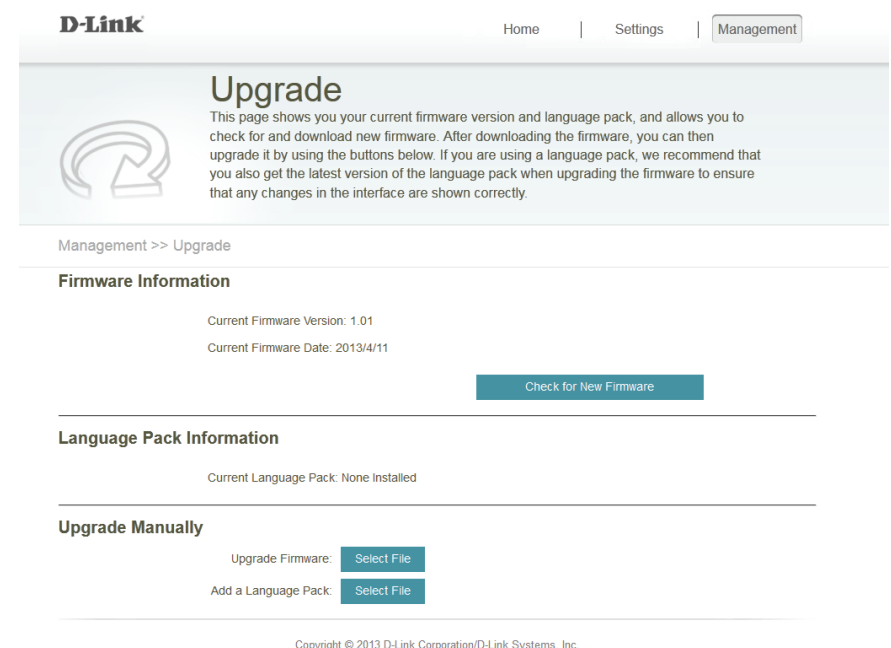 D-Link
Home | Settings | Management
Upgrade
This page shows you your current firmware version and language pack, and allows you to
check for and download new firmware. After downloading the firmware, you can then
upgrade it by using the buttons below. If you are using a language pack, we recommend that
you also get the latest version of the language pack when upgrading the firmware to ensure
that any changes in the interface are shown correctly.
Management >> Upgrade
Firmware Information
Current Firmware Version: 1.01
Current Firmware Date: 2013/4/11
Check for New Firmware
Language Pack Information
Current Language Pack: None Installed
Upgrade Manually
Upgrade Firmware: Select File
Add a Language Pack: Select File
Copyright © 2013 D-Link Corporation/D-Link Systems, Inc.